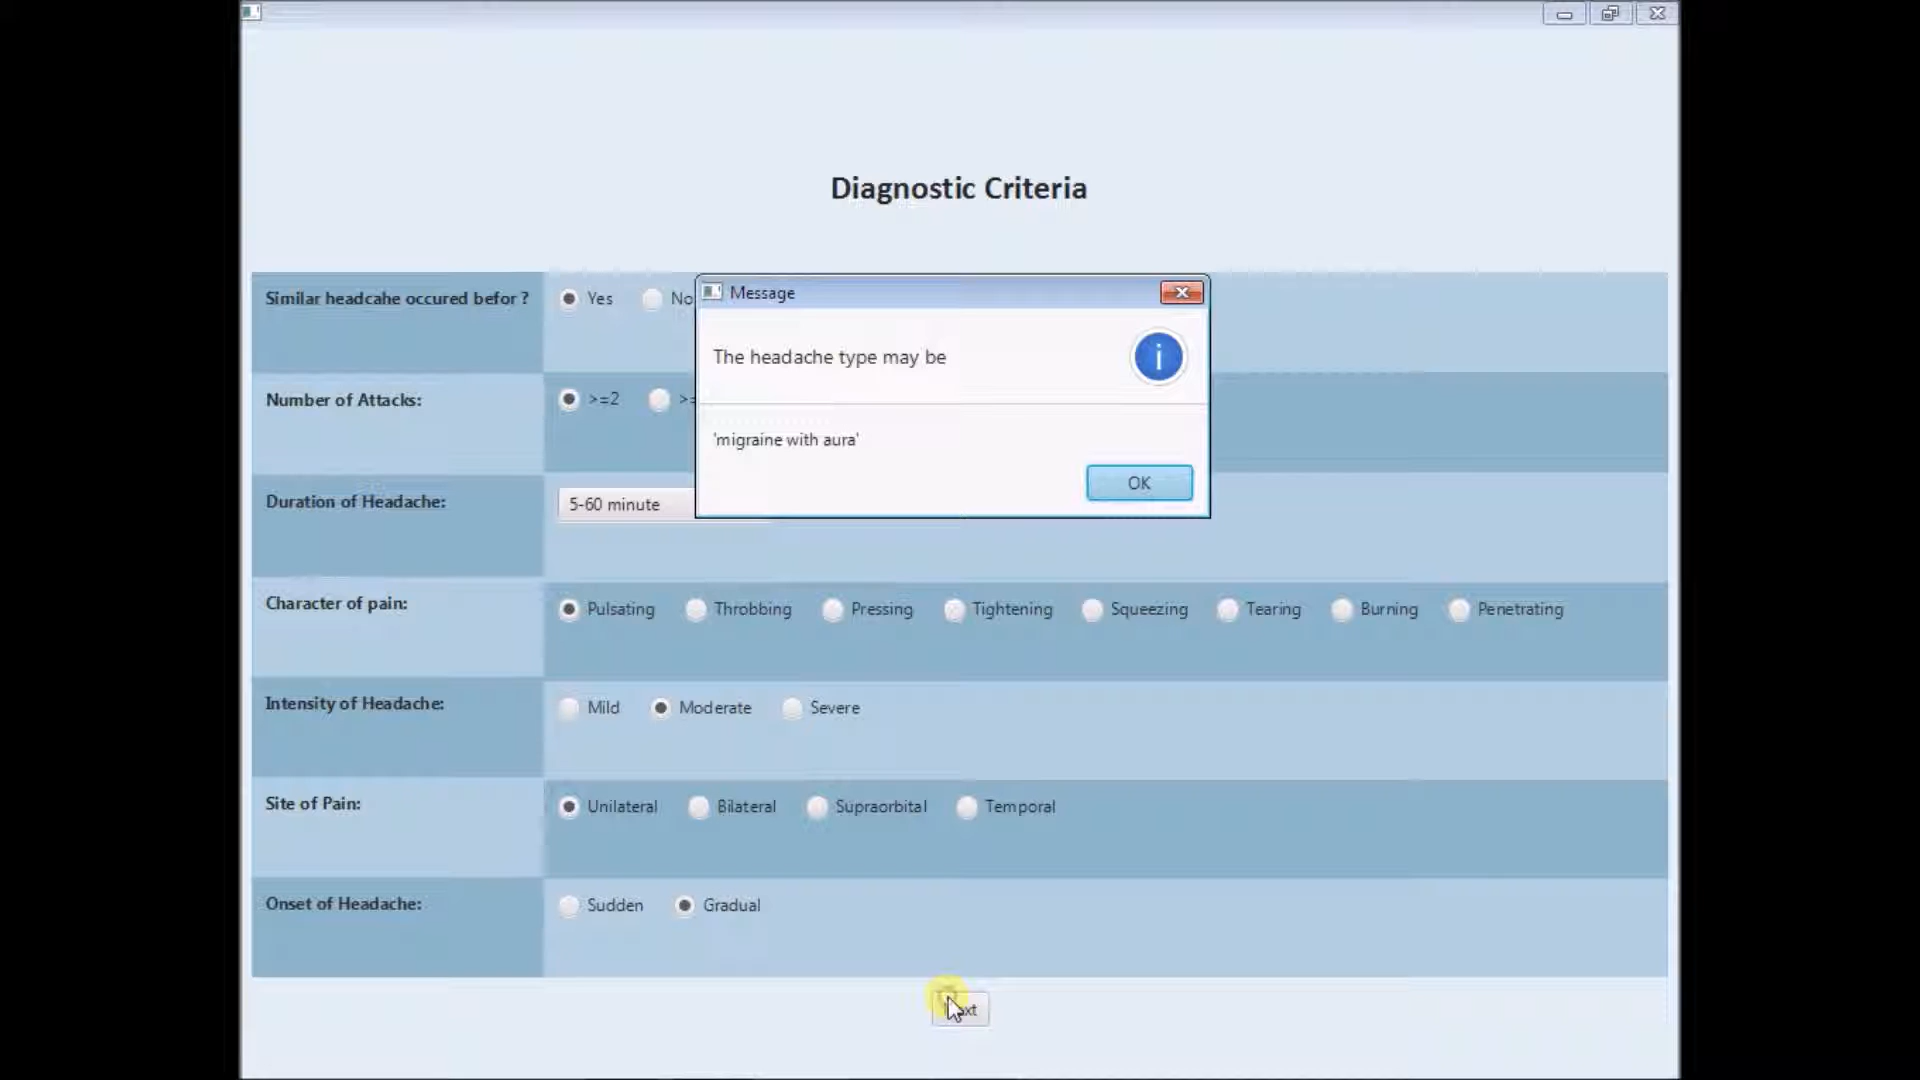 Diagnostic Criteria
Similar headcahe occured befor ?
Yes No
Message
The headache type may be
'migraine with aura'
OK
Number of Attacks:
>=2
Duration of Headache:
5-60 minute
Character of pain:
Pulsating Throbbing Pressing Tightening Squeezing Tearing Burning Penetrating
Intensity of Headache:
Mild Moderate Severe
Site of Pain:
Unilateral Bilateral Supraorbital Temporal
Onset of Headache:
Sudden Gradual